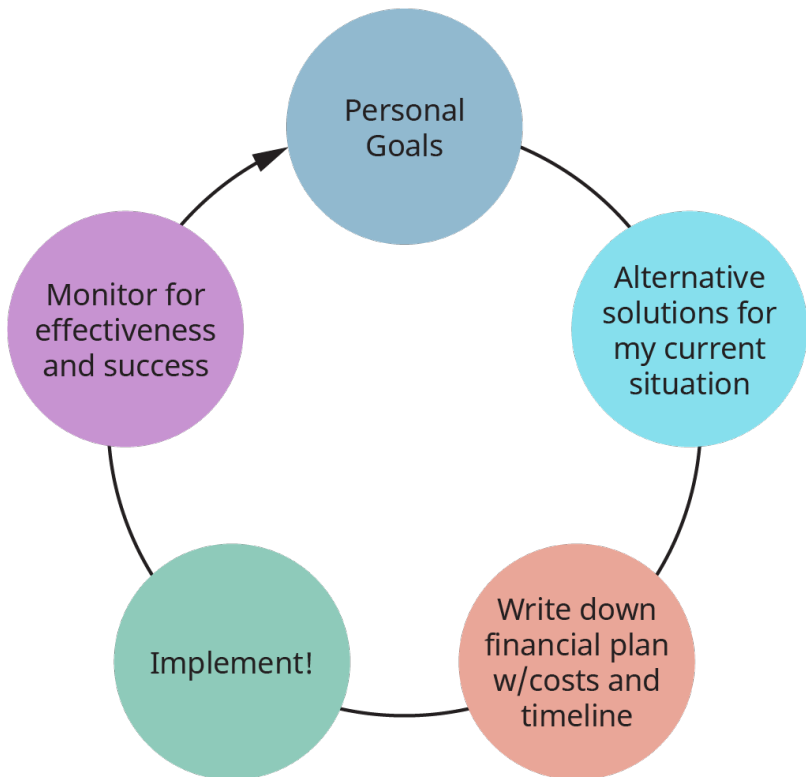 Personal
Goals
Alternative
solutions for
my current
situation
Write down
financial plan
w/costs and
timeline
Implement!
Monitor for
effectiveness
and success